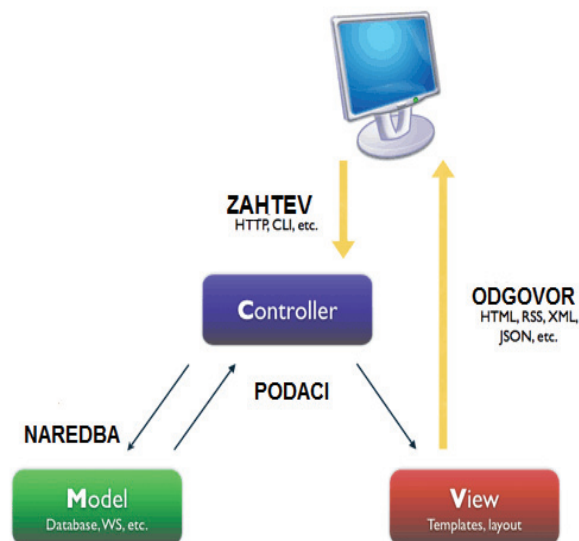 ZAHTEV
HTTP, CLI, etc.
Controller
ODGOVOR
HTML, RSS, XML,
JSON, etc.
PODACI
NAREDBA
Model
Database, WS, etc.
View
Templates, layout